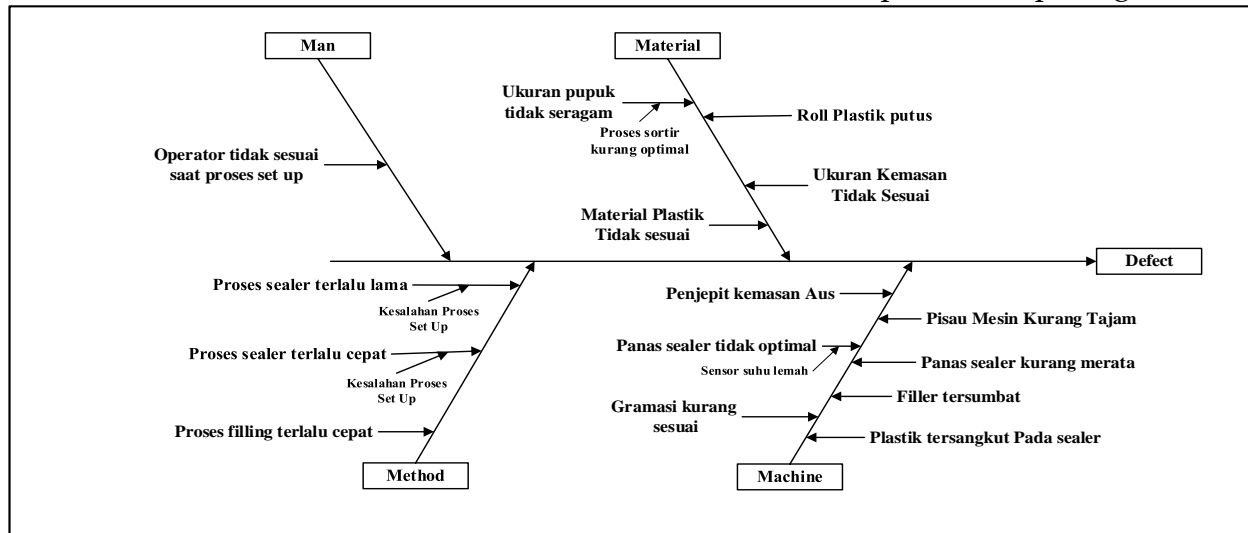 Man
Material
Ukuran pupuk
tidak seragam
Proses sortir
kurang optimal
Roll Plastik putus
Operator tidak sesuai
saat proses set up
Ukuran Kemasan
Tidak Sesuai
Material Plastik
Tidak sesuai
Defect
Proses sealer terlalu lama
Kesalahan Proses
Set Up
Proses sealer terlalu cepat
Kesalahan Proses
Set Up
Proses filling terlalu cepat
Method
Penjepit kemasan Aus
Pisau Mesin Kurang Tajam
Panas sealer tidak optimal
Sensor suhu lemah
Panas sealer kurang merata
Filler tersumbat
Gramasi kurang
sesuai
Plastik tersangkut Pada sealer
Machine